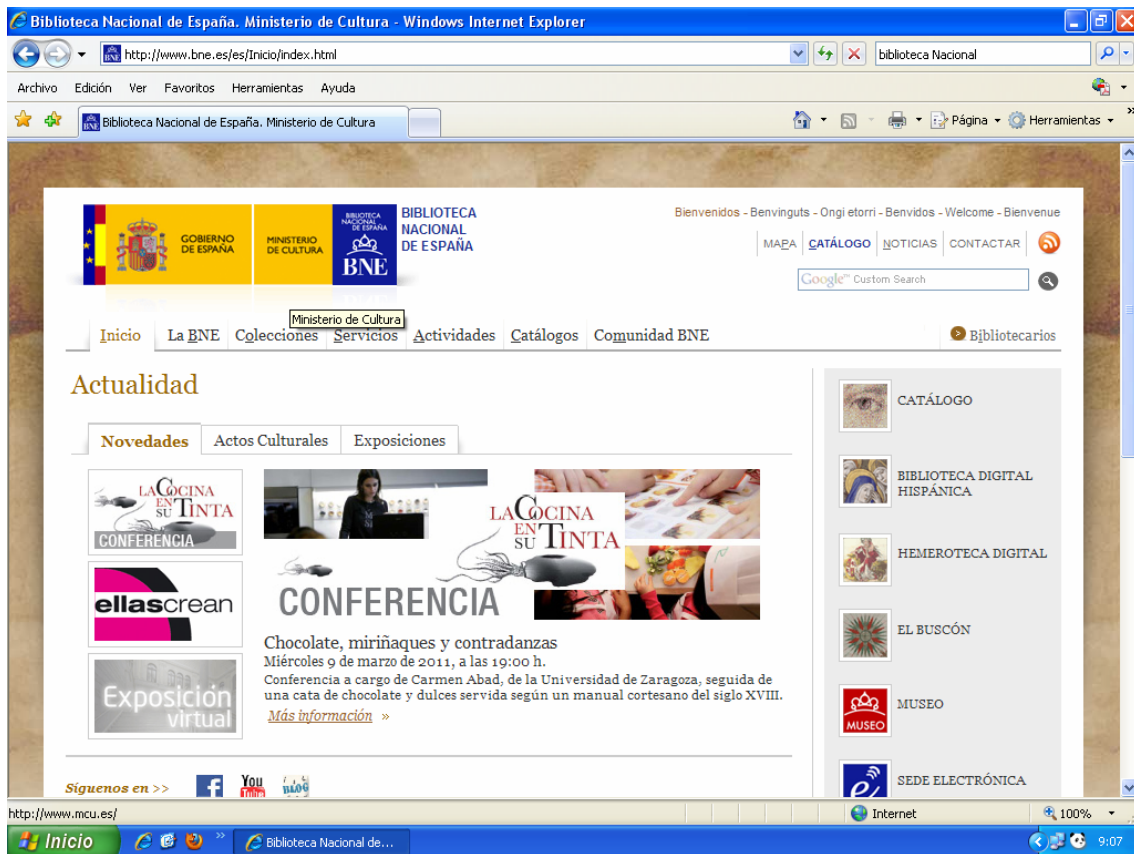 Biblioteca Nacional de España. Ministerio de Cultura - Windows Internet Explorer
http://www.bne.es/es/Inicio/index.html
biblioteca Nacional
Archivo Edición Ver Favoritos Herramientas Ayuda
Biblioteca Nacional de España. Ministerio de Cultura
Página Herramientas
GOBIERNO
DE ESPAÑA
MINISTERIO
DE CULTURA
BIBLIOTECA
NACIONAL
DE ESPAÑA
BNE
BIBLIOTECA
NACIONAL
DE ESPAÑA
Bienvenidos - Benvinguts - Ongi etorri - Benvidos - Welcome - Bienvenue
MAPA CATÁLOGO NOTICIAS CONTACTAR
Google™ Custom Search
Ministerio de Cultura
Inicio La BNE Colecciones Servicios Actividades Catálogos Comunidad BNE
Bibliotecarios
Actualidad
Novedades Actos Culturales Exposiciones
LA COCINA
EN
SU TINTA
CONFERENCIA
ellascrean
Exposición
virtual
LA COCINA
EN
SU TINTA
CONFERENCIA
Chocolate, miriñaques y contradanzas
Miércoles 9 de marzo de 2011, a las 19:00 h.
Conferencia a cargo de Carmen Abad, de la Universidad de Zaragoza, seguida de
una cata de chocolate y dulces servida según un manual cortesano del siglo XVIII.
Más información »
Síguenos en >>
f
You
Tube
BLOG
CATÁLOGO
BIBLIOTECA DIGITAL
HISPÁNICA
HEMEROTECA DIGITAL
EL BUSCÓN
MUSEO
MUSEO
SEDE ELECTRÓNICA
http://www.mcu.es/
Internet
100%
Inicio
Biblioteca Nacional de...
9:07